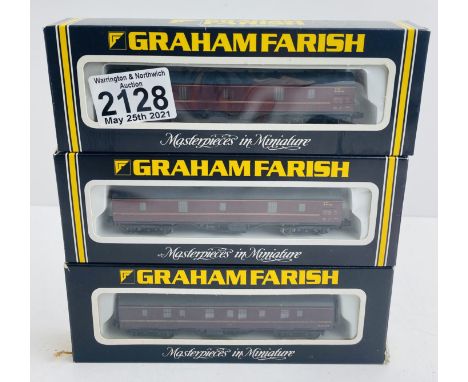 GRAHAM FARISH
Warrington & Northwich
Auction
2128
May 25th 2021
Masterpieces in Miniature
GRAHAM FARISH
Masterpieces in Miniature
GRAHAM FARISH
Masterpieces in Miniature